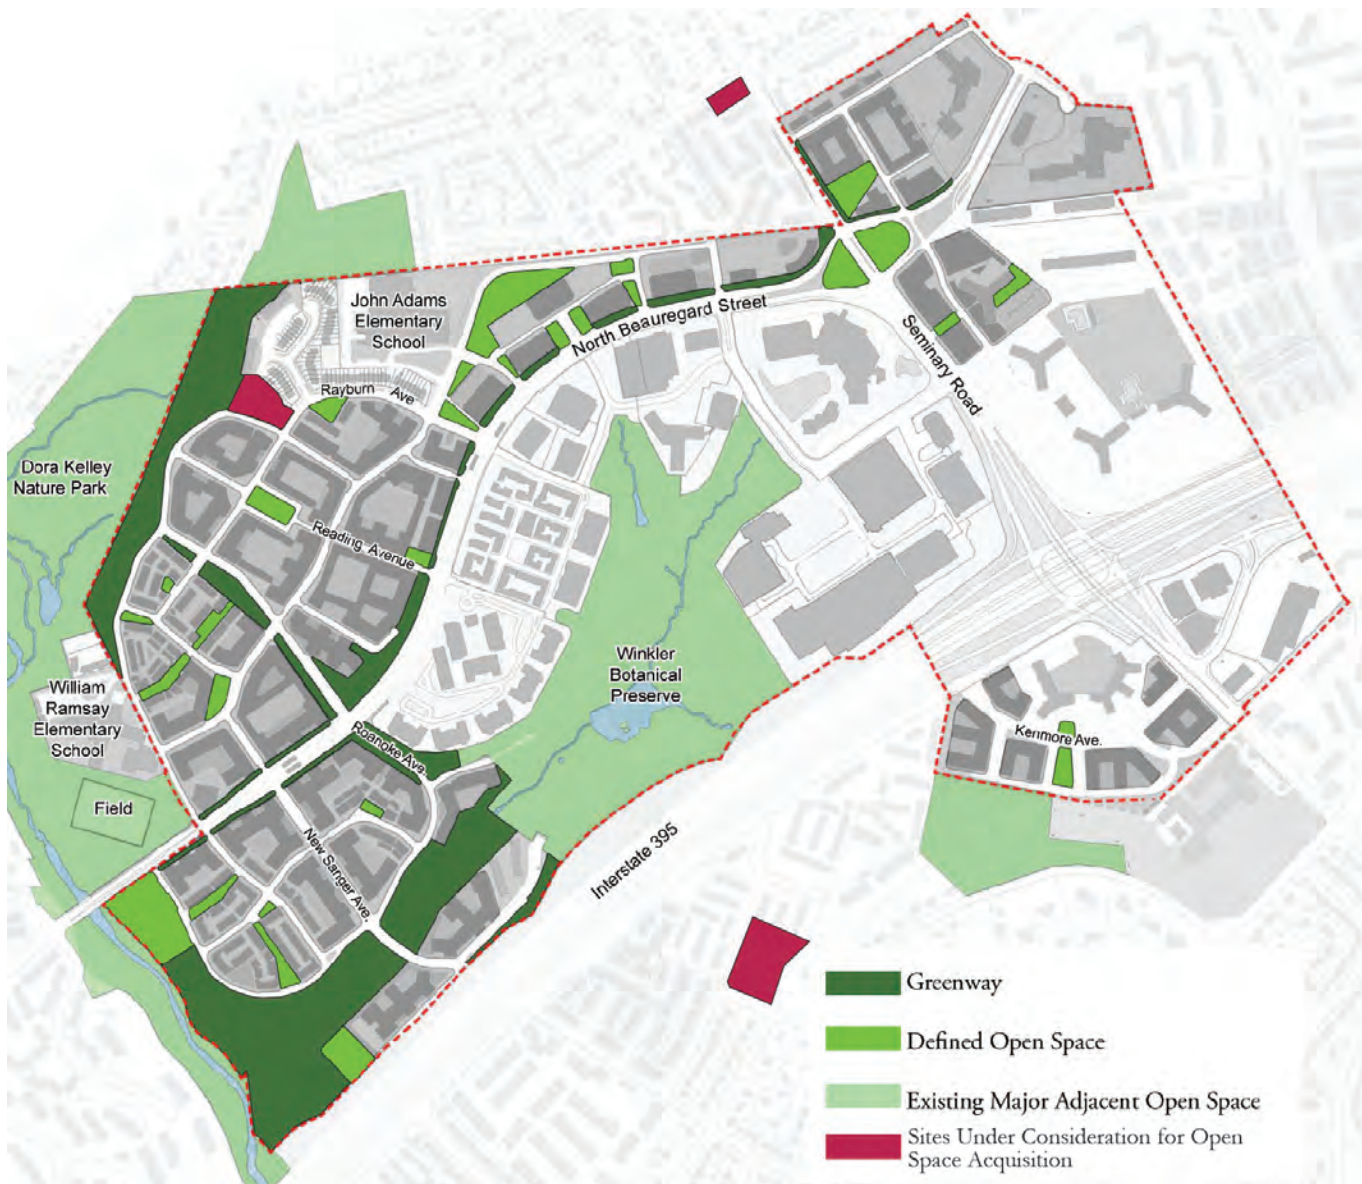 John Adams
Elementary
School
Rayburn Ave
North Beauregard Street
Seminary Road
Dora Kelley
Nature Park
Reading Avenue
Winkler
Botanical
Preserve
William
Ramsay
Elementary
School
Roanoke Ave.
Kenmore Ave.
Field
New Sanger Ave.
Interstate 395
Greenway
Defined Open Space
Existing Major Adjacent Open Space
Sites Under Consideration for Open
Space Acquisition